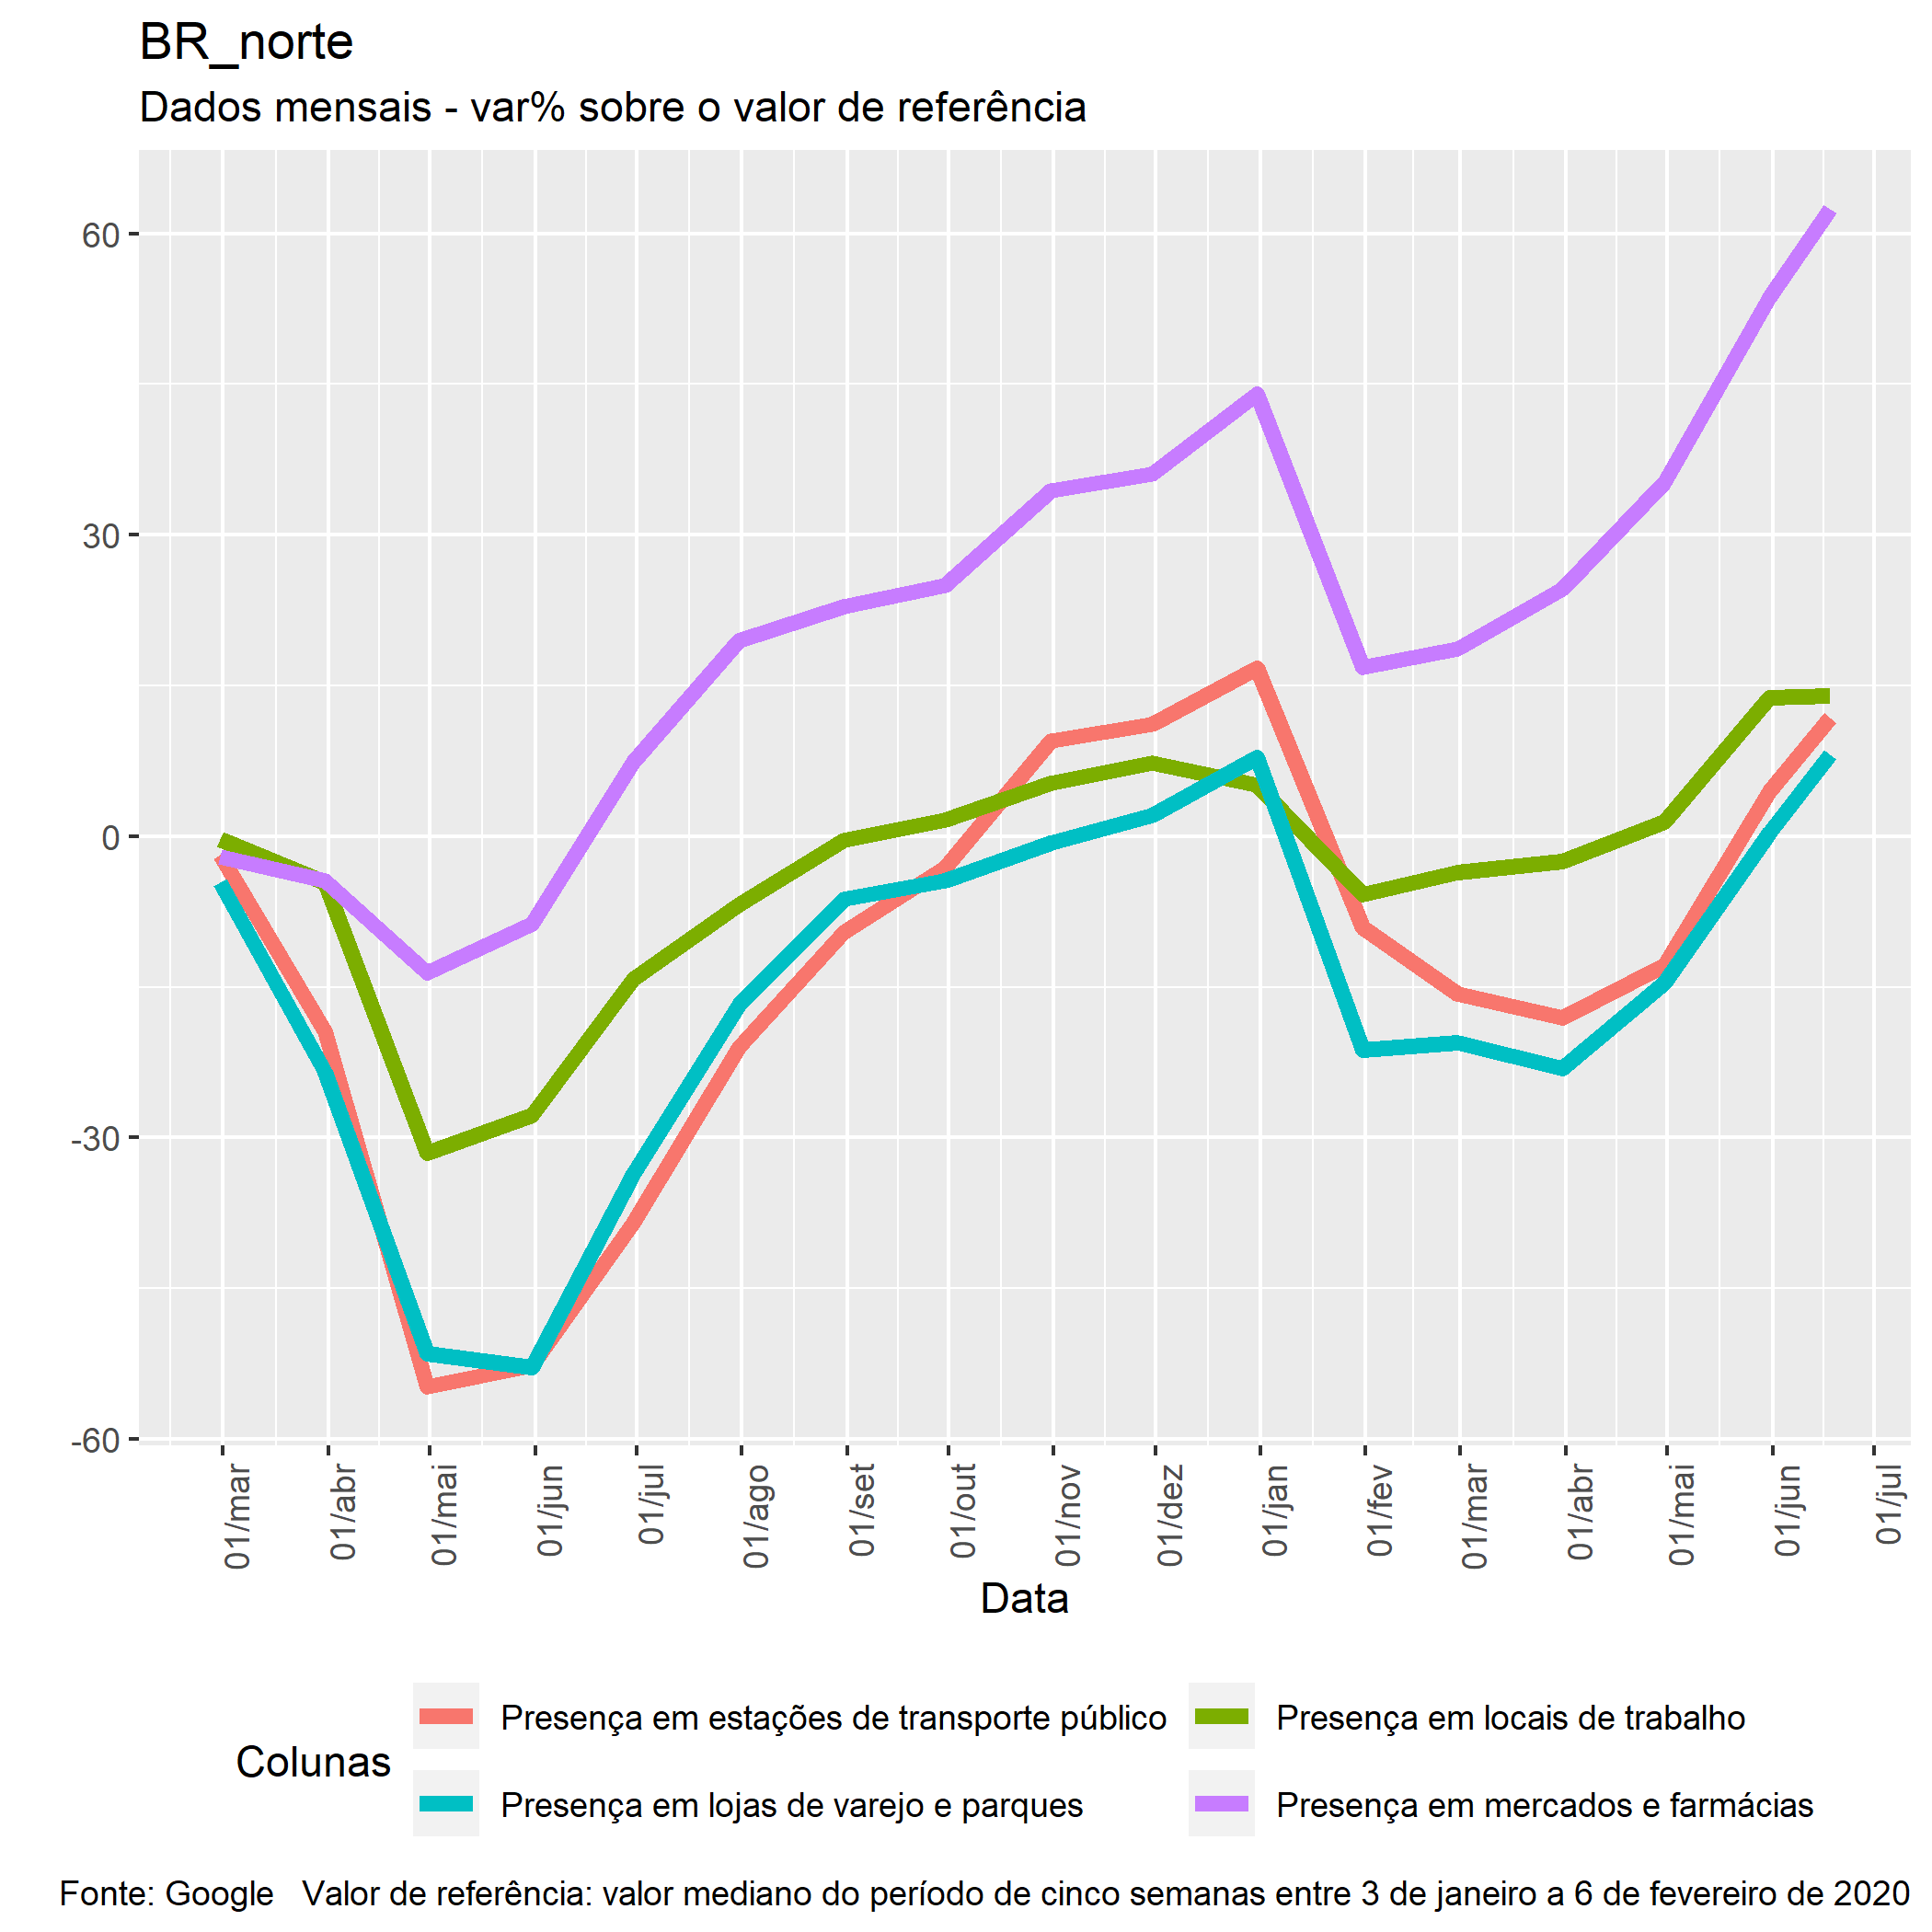 BR_norte
Dados mensais - var% sobre o valor de referência
60
30
0
-30
-60
01/mar
01/abr
01/mai
01/jun
01/jul
01/ago
01/set
01/out
01/nov
01/dez
01/jan
01/fev
01/mar
01/abr
01/mai
01/jun
01/jul
Data
Colunas
Presença em estações de transporte público
Presença em locais de trabalho
Presença em lojas de varejo e parques
Presença em mercados e farmácias
Fonte: Google   Valor de referência: valor mediano do período de cinco semanas entre 3 de janeiro a 6 de fevereiro de 2020